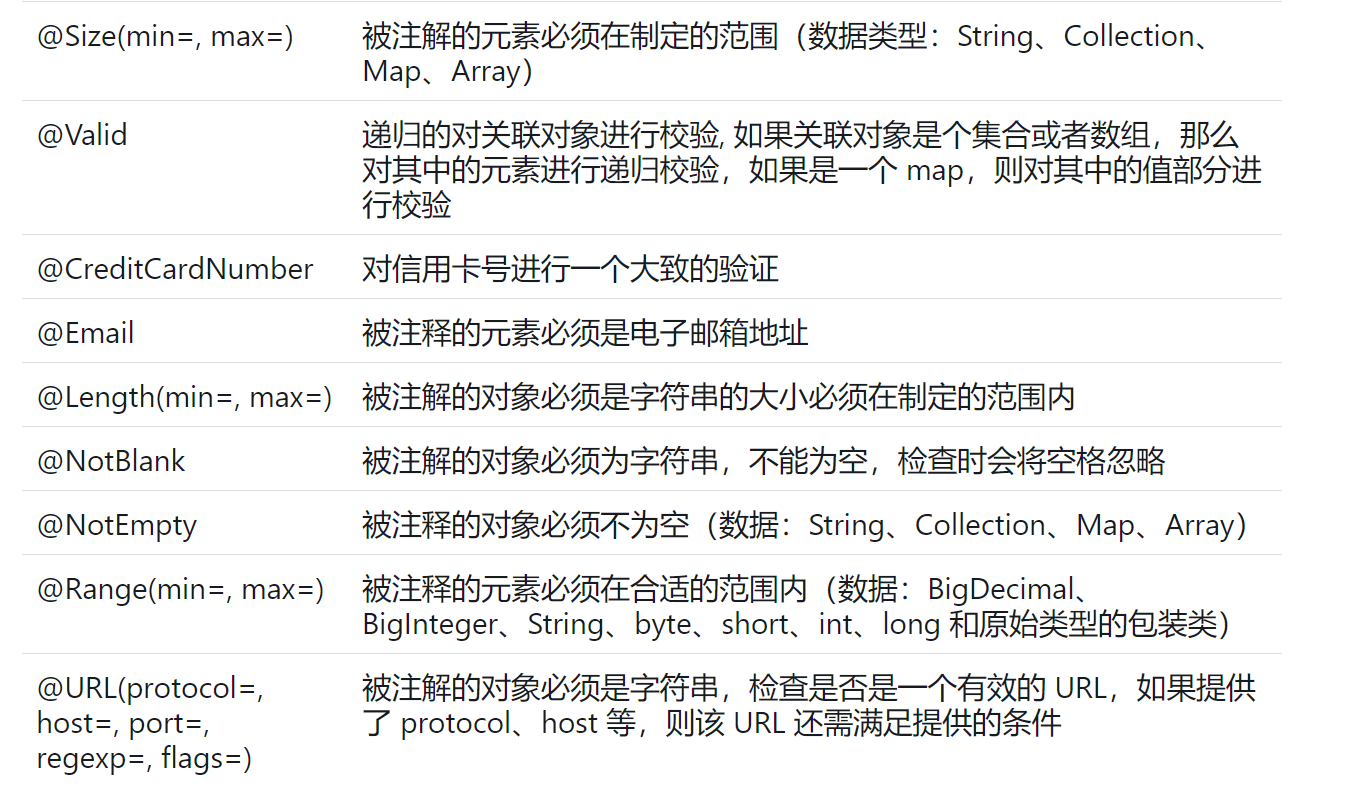 @Size(min=, max=) 被注解的元素必须在制定的范围（数据类型：String、Collection、
Map、Array）
@Valid 递归的对关联对象进行校验, 如果关联对象是个集合或者数组，那么
对其中的元素进行递归校验，如果是一个 map，则对其中的值部分进
行校验
@CreditCardNumber 对信用卡号进行一个大致的验证
@Email 被注释的元素必须是电子邮箱地址
@Length(min=, max=) 被注解的对象必须是字符串的大小必须在制定的范围内
@NotBlank 被注解的对象必须为字符串，不能为空，检查时会将空格忽略
@NotEmpty 被注释的对象必须不为空（数据：String、Collection、Map、Array）
@Range(min=, max=) 被注释的元素必须在合适的范围内（数据：BigDecimal、
BigInteger、String、byte、short、int、long 和原始类型的包装类）
@URL(protocol=, 被注解的对象必须是字符串，检查是否是一个有效的 URL，如果提供
host=, port=, 了 protocol、host 等，则该 URL 还需满足提供的条件
regexp=, flags=)